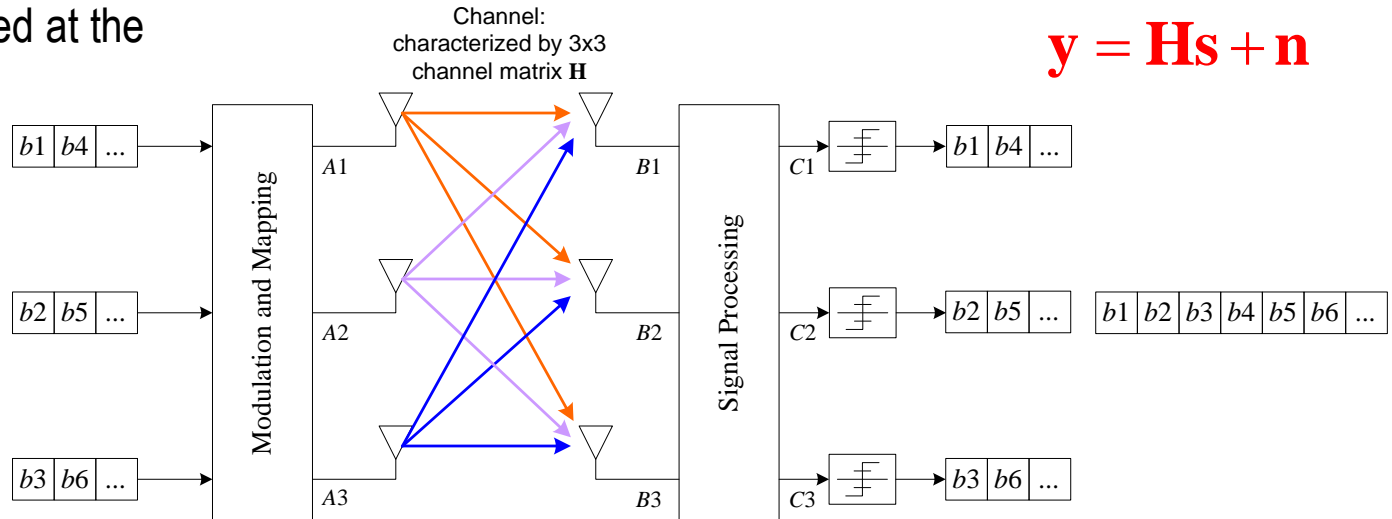 ed at the
Channel:
characterized by 3x3
channel matrix H
y = Hs + n
b1 b4 ...
A1
B1
C1
b1 b4 ...
Modulation and Mapping
Signal Processing
b2 b5 ...
A2
B2
C2
b2 b5 ...
b1 b2 b3 b4 b5 b6 ...
b3 b6 ...
A3
B3
C3
b3 b6 ...